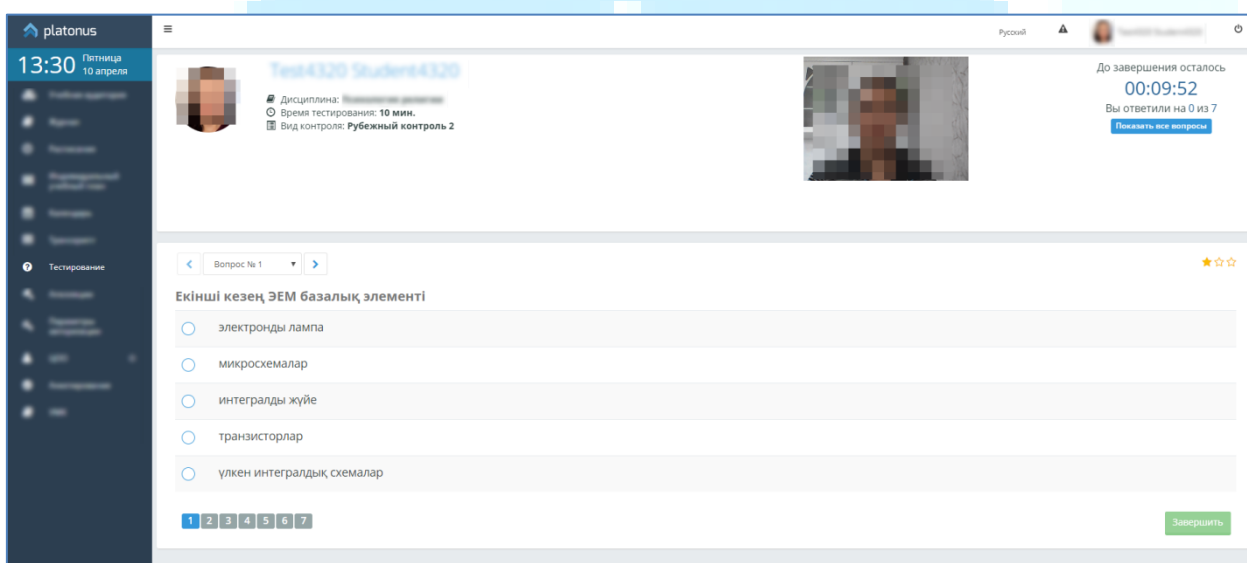 platonus
Русский
13:30 Пятница
10 апреля
Test4320 Student4320
Дисциплина:
Время тестирования: 10 мин.
Вид контроля: Рубежный контроль 2
До завершения осталось
00:09:52
Вы ответили на 0 из 7
Показать все вопросы
Тестирование
Вопрос № 1
Екінші кезең ЭЕМ базалық элементі
электронды лампа
микросхемалар
интегралды жүйе
транзисторлар
үлкен интегралдық схемалар
1 2 3 4 5 6 7
Завершить